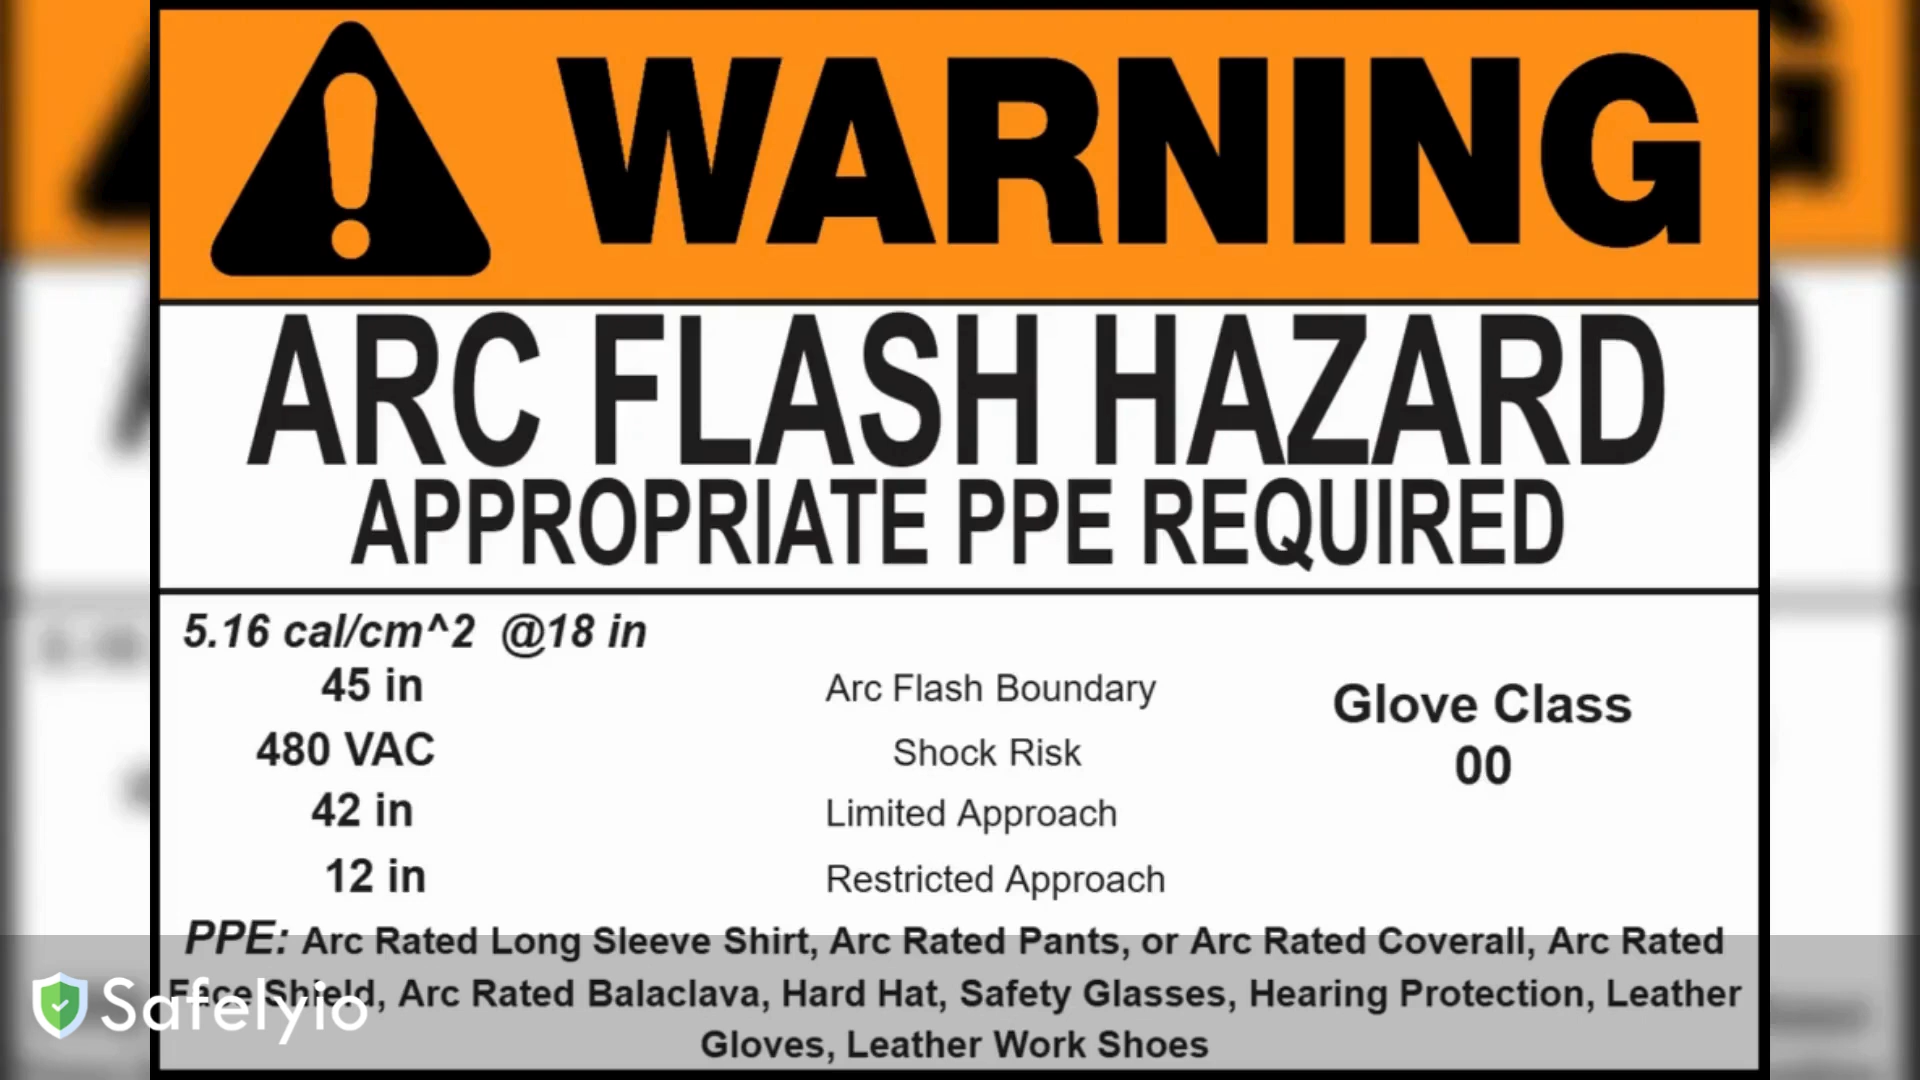 WARNING
ARC FLASH HAZARD
APPROPRIATE PPE REQUIRED
5.16 cal/cm^2 @18 in
45 in Arc Flash Boundary
480 VAC Shock Risk
42 in Limited Approach
12 in Restricted Approach
Glove Class
00
PPE: Arc Rated Long Sleeve Shirt, Arc Rated Pants, or Arc Rated Coverall, Arc Rated
Face Shield, Arc Rated Balaclava, Hard Hat, Safety Glasses, Hearing Protection, Leather
Gloves, Leather Work Shoes
Safelyio